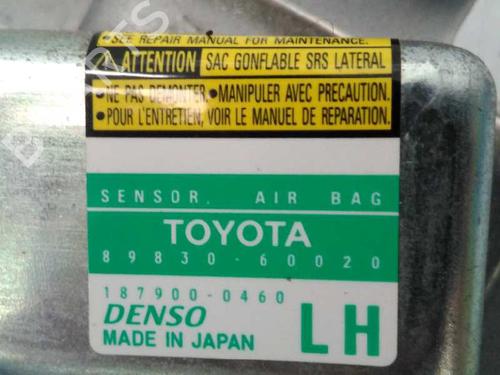 •SEE REPAIR MANUAL FOR MAINTENANCE.
ATTENTION SAC GONFLABLE SRS LATERAL
•NE PAS DEMONTER.•MANIPULER AVEC PRECAUTION.
•POUR L'ENTRETIEN, VOIR LE MANUEL DE REPARATION.
SENSOR, AIR BAG
TOYOTA
89830-60020
187900-0460
DENSO
MADE IN JAPAN
LH